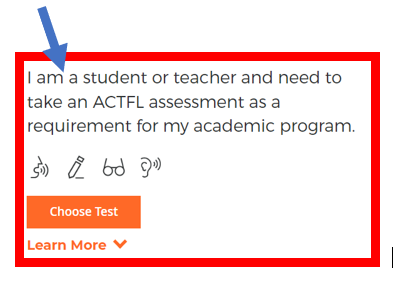 I am a student or teacher and need to
take an ACTFL assessment as a
requirement for my academic program.
Choose Test
Learn More